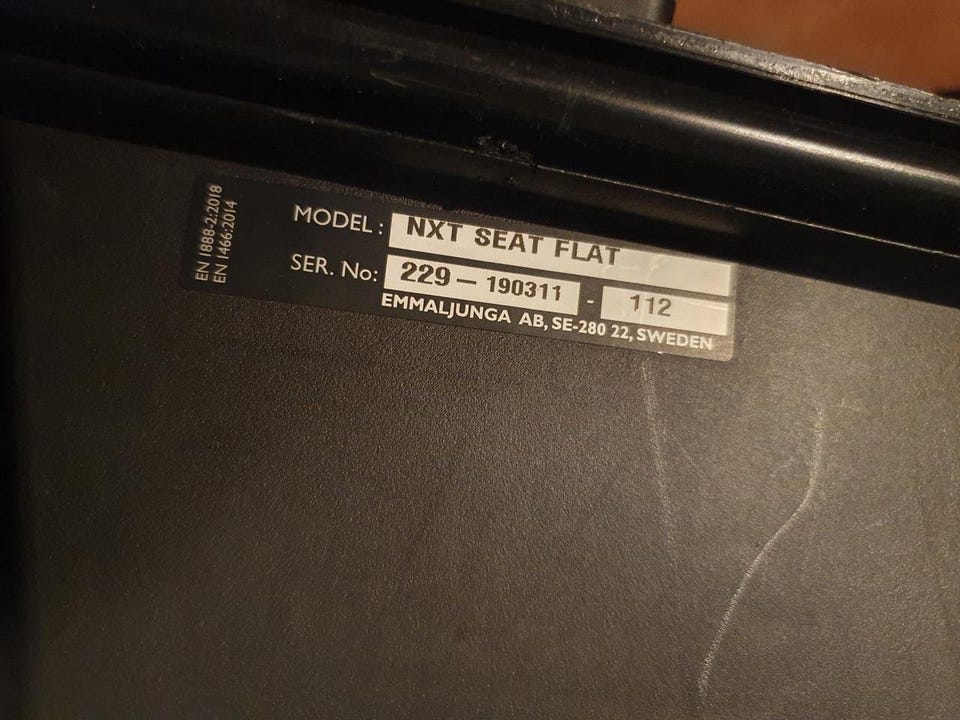 EN 1888-2:2018
EN 1466:2014
MODEL: NXT SEAT FLAT
SER. No: 229-190311 - 112
EMMALJUNGA AB, SE-280 22, SWEDEN